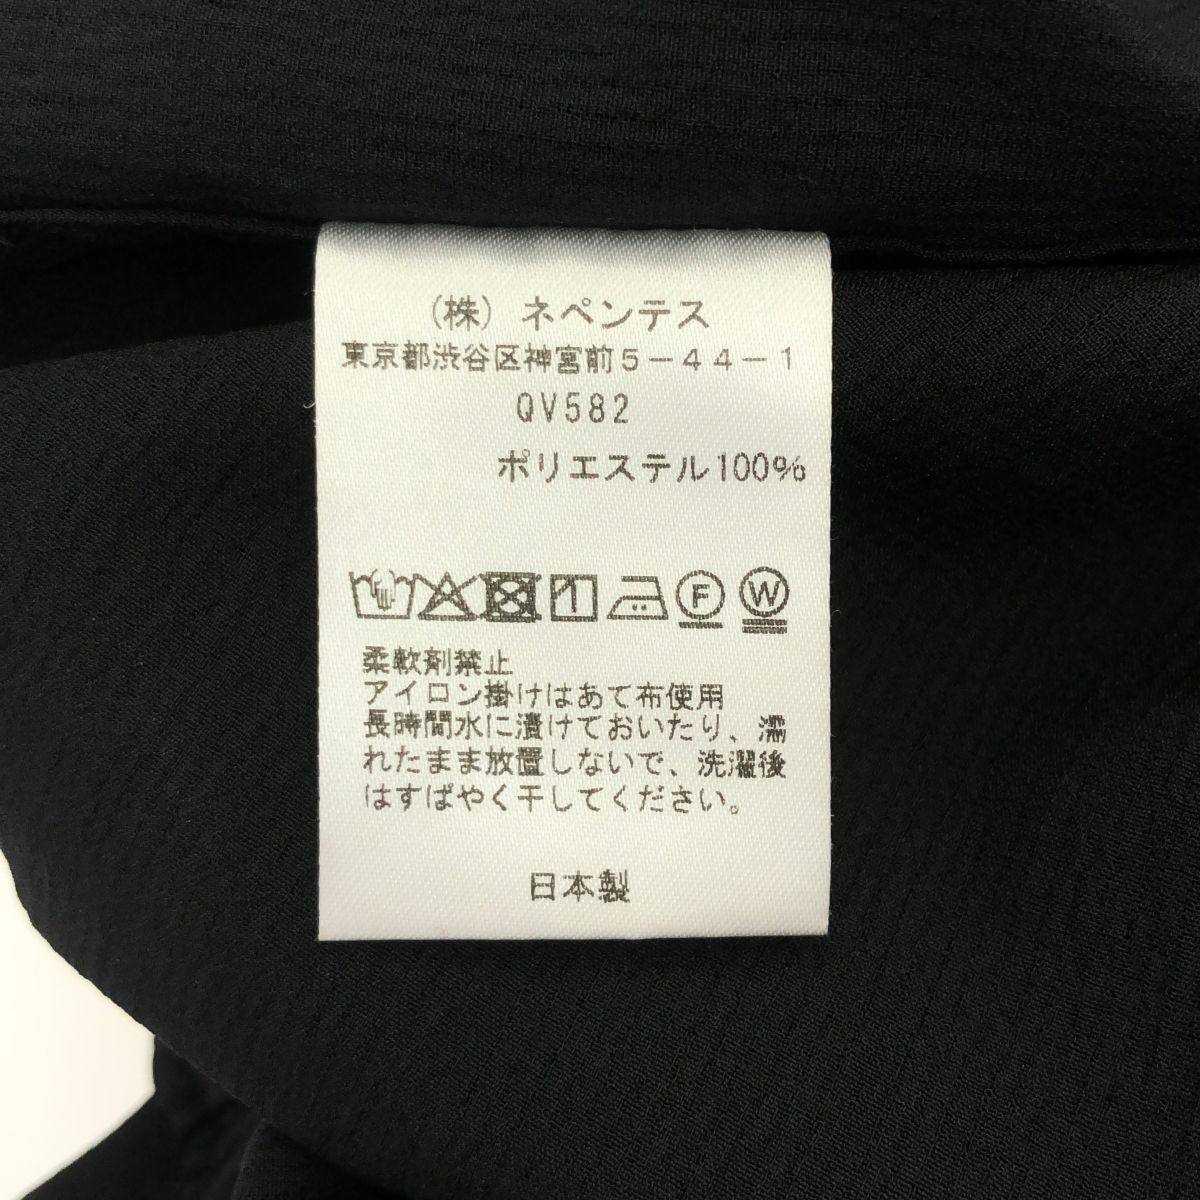 (株) ネペンテス
東京都渋谷区神宮前5-44-1
QV582
ポリエステル100%
1 F W
柔軟剤禁止
アイロン掛けはあて布使用
長時間水に漬けておいたり、濡
れたまま放置しないで、洗濯後
はすばやく干してください。
日本製